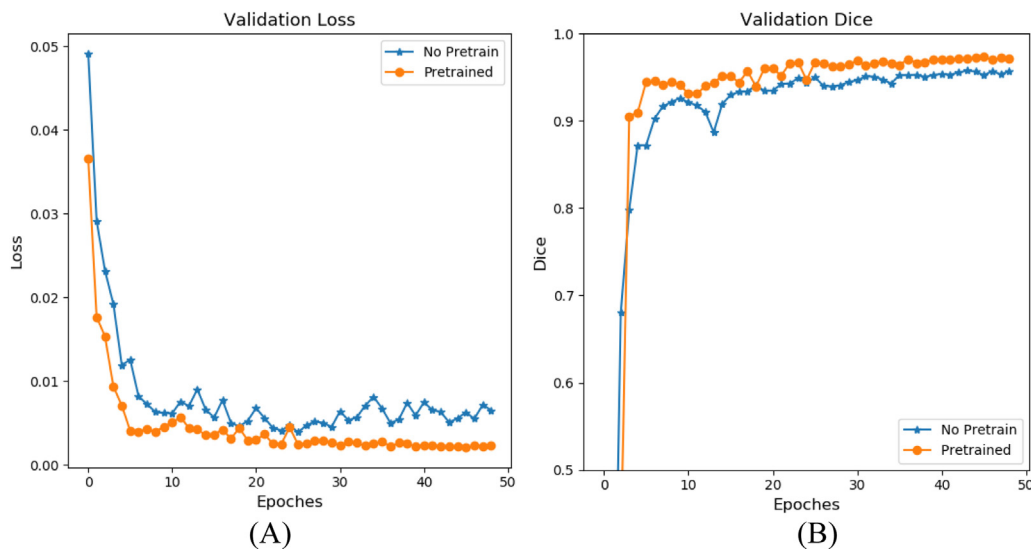 Validation Loss
0.05
0.04
0.03
0.02
0.01
0.00
Loss
No Pretrain
Pretrained
0 10 20 30 40 50
Epoches
(A)
Validation Dice
1.0
0.9
0.8
0.7
0.6
0.5
Dice
No Pretrain
Pretrained
0 10 20 30 40 50
Epoches
(B)